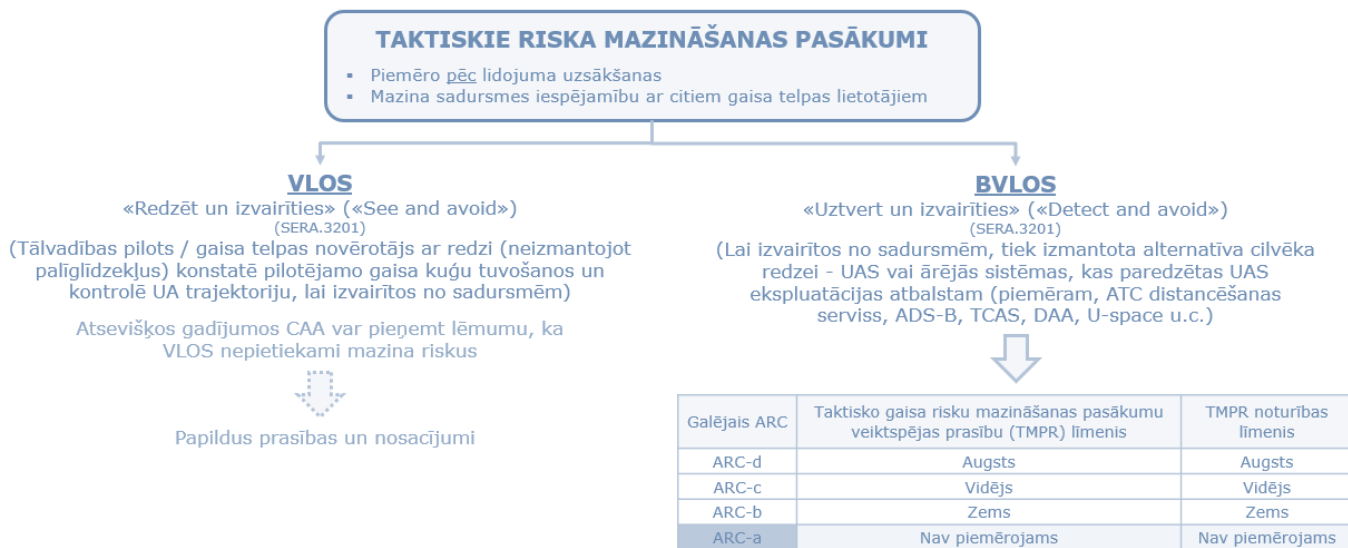 TAKTISKIE RISKA MAZINĀŠANAS PASĀKUMI
▪ Piemēro pēc lidojuma uzsākšanas
▪ Mazina sadursmes iespējamību ar citiem gaisa telpas lietotājiem
VLOS
«Redzēt un izvairīties» («See and avoid»)
(SERA.3201)
(Tālvadības pilots / gaisa telpas novērotājs ar redzi (neizmantojot
palīglīdzekļus) konstatē pilotējamo gaisa kuģu tuvošanos un
kontrolē UA trajektoriju, lai izvairītos no sadursmēm)
Atsevišķos gadījumos CAA var pieņemt lēmumu, ka
VLOS nepietiekami mazina riskus
Papildus prasības un nosacījumi
BVLOS
«Uztvert un izvairīties» («Detect and avoid»)
(SERA.3201)
(Lai izvairītos no sadursmēm, tiek izmantota alternatīva cilvēka
redzei - UAS vai ārējās sistēmas, kas paredzētas UAS
ekspluatācijas atbalstam (piemēram, ATC distancēšanas
serviss, ADS-B, TCAS, DAA, U-space u.c.)
Galējais ARC
Taktisko gaisa risku mazināšanas pasākumu
veiktspējas prasību (TMPR) līmenis
TMPR noturības
līmenis
ARC-d Augsts Augsts
ARC-c Vidējs Vidējs
ARC-b Zems Zems
ARC-a Nav piemērojams Nav piemērojams